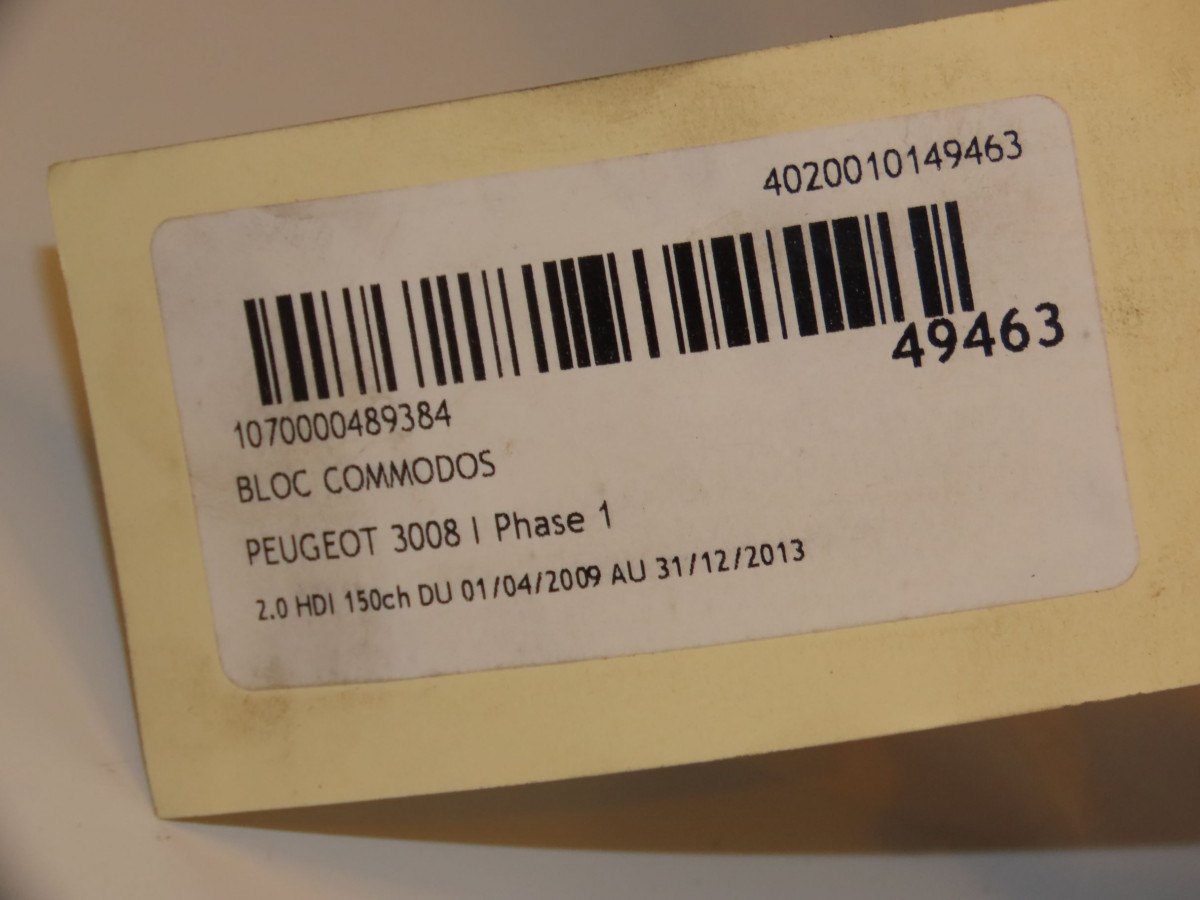 4020010149463
49463
1070000489384
BLOC COMMODOS
PEUGEOT 3008 I Phase 1
2.0 HDI 150ch DU 01/04/2009 AU 31/12/2013